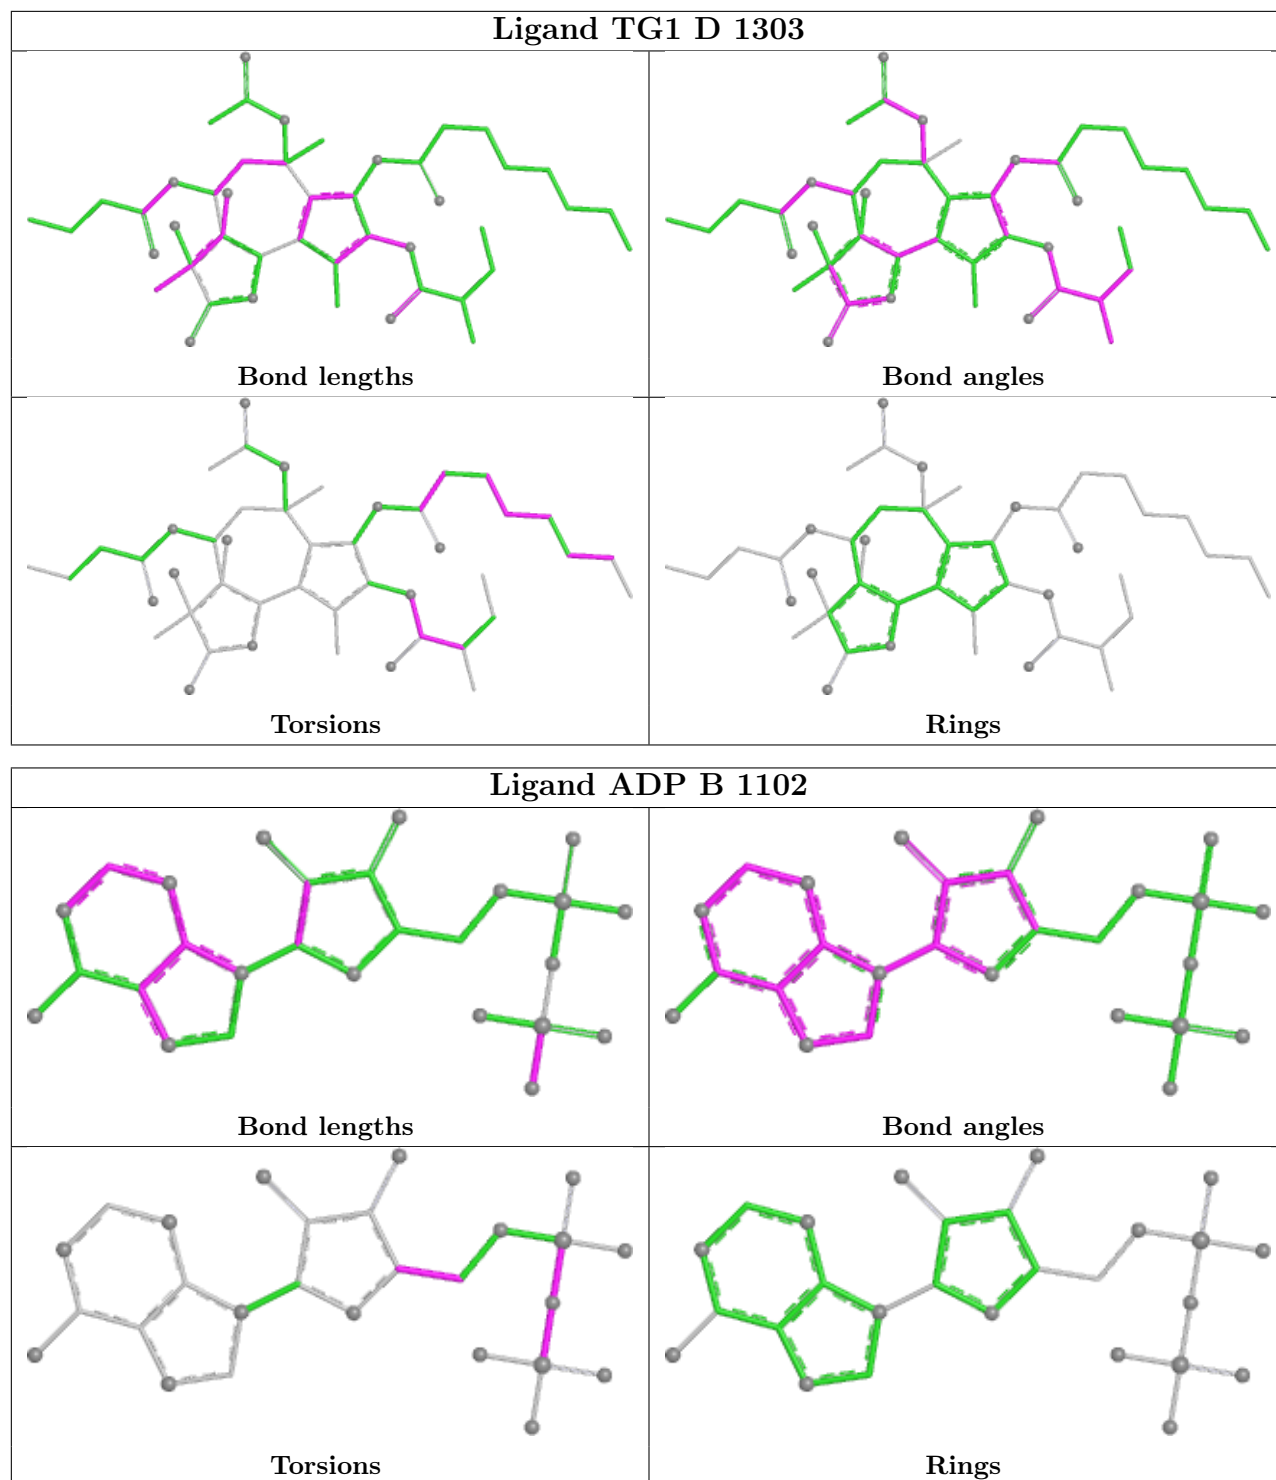 Ligand TG1 D 1303
Bond lengths
Bond angles
Torsions
Rings
Ligand ADP B 1102
Bond lengths
Bond angles
Torsions
Rings